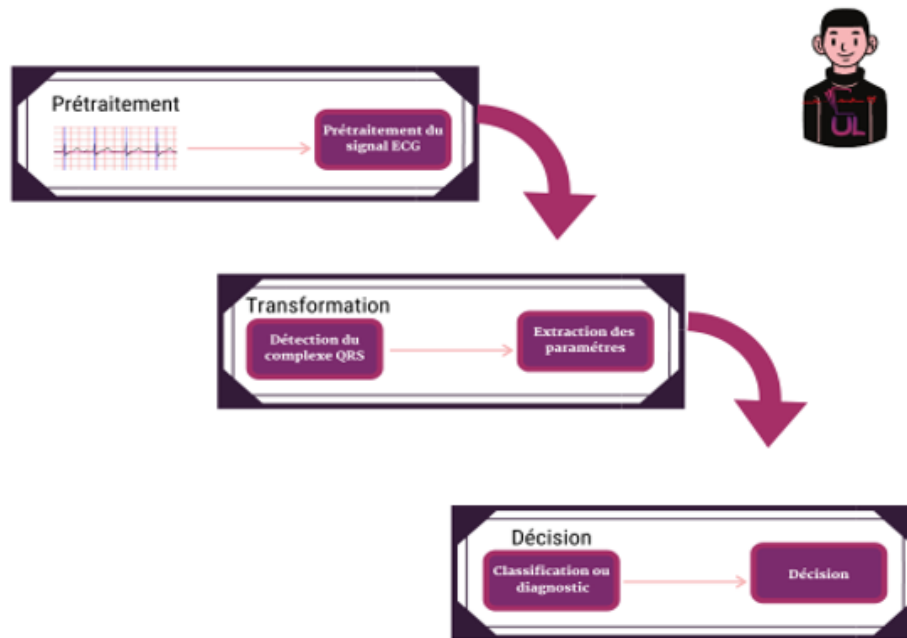 Prétraitement
Prétraitement du
signal ECG
Transformation
Détection du
complexe QRS
Extraction des
paramétres
Décision
Classification ou
diagnostic
Décision
UL